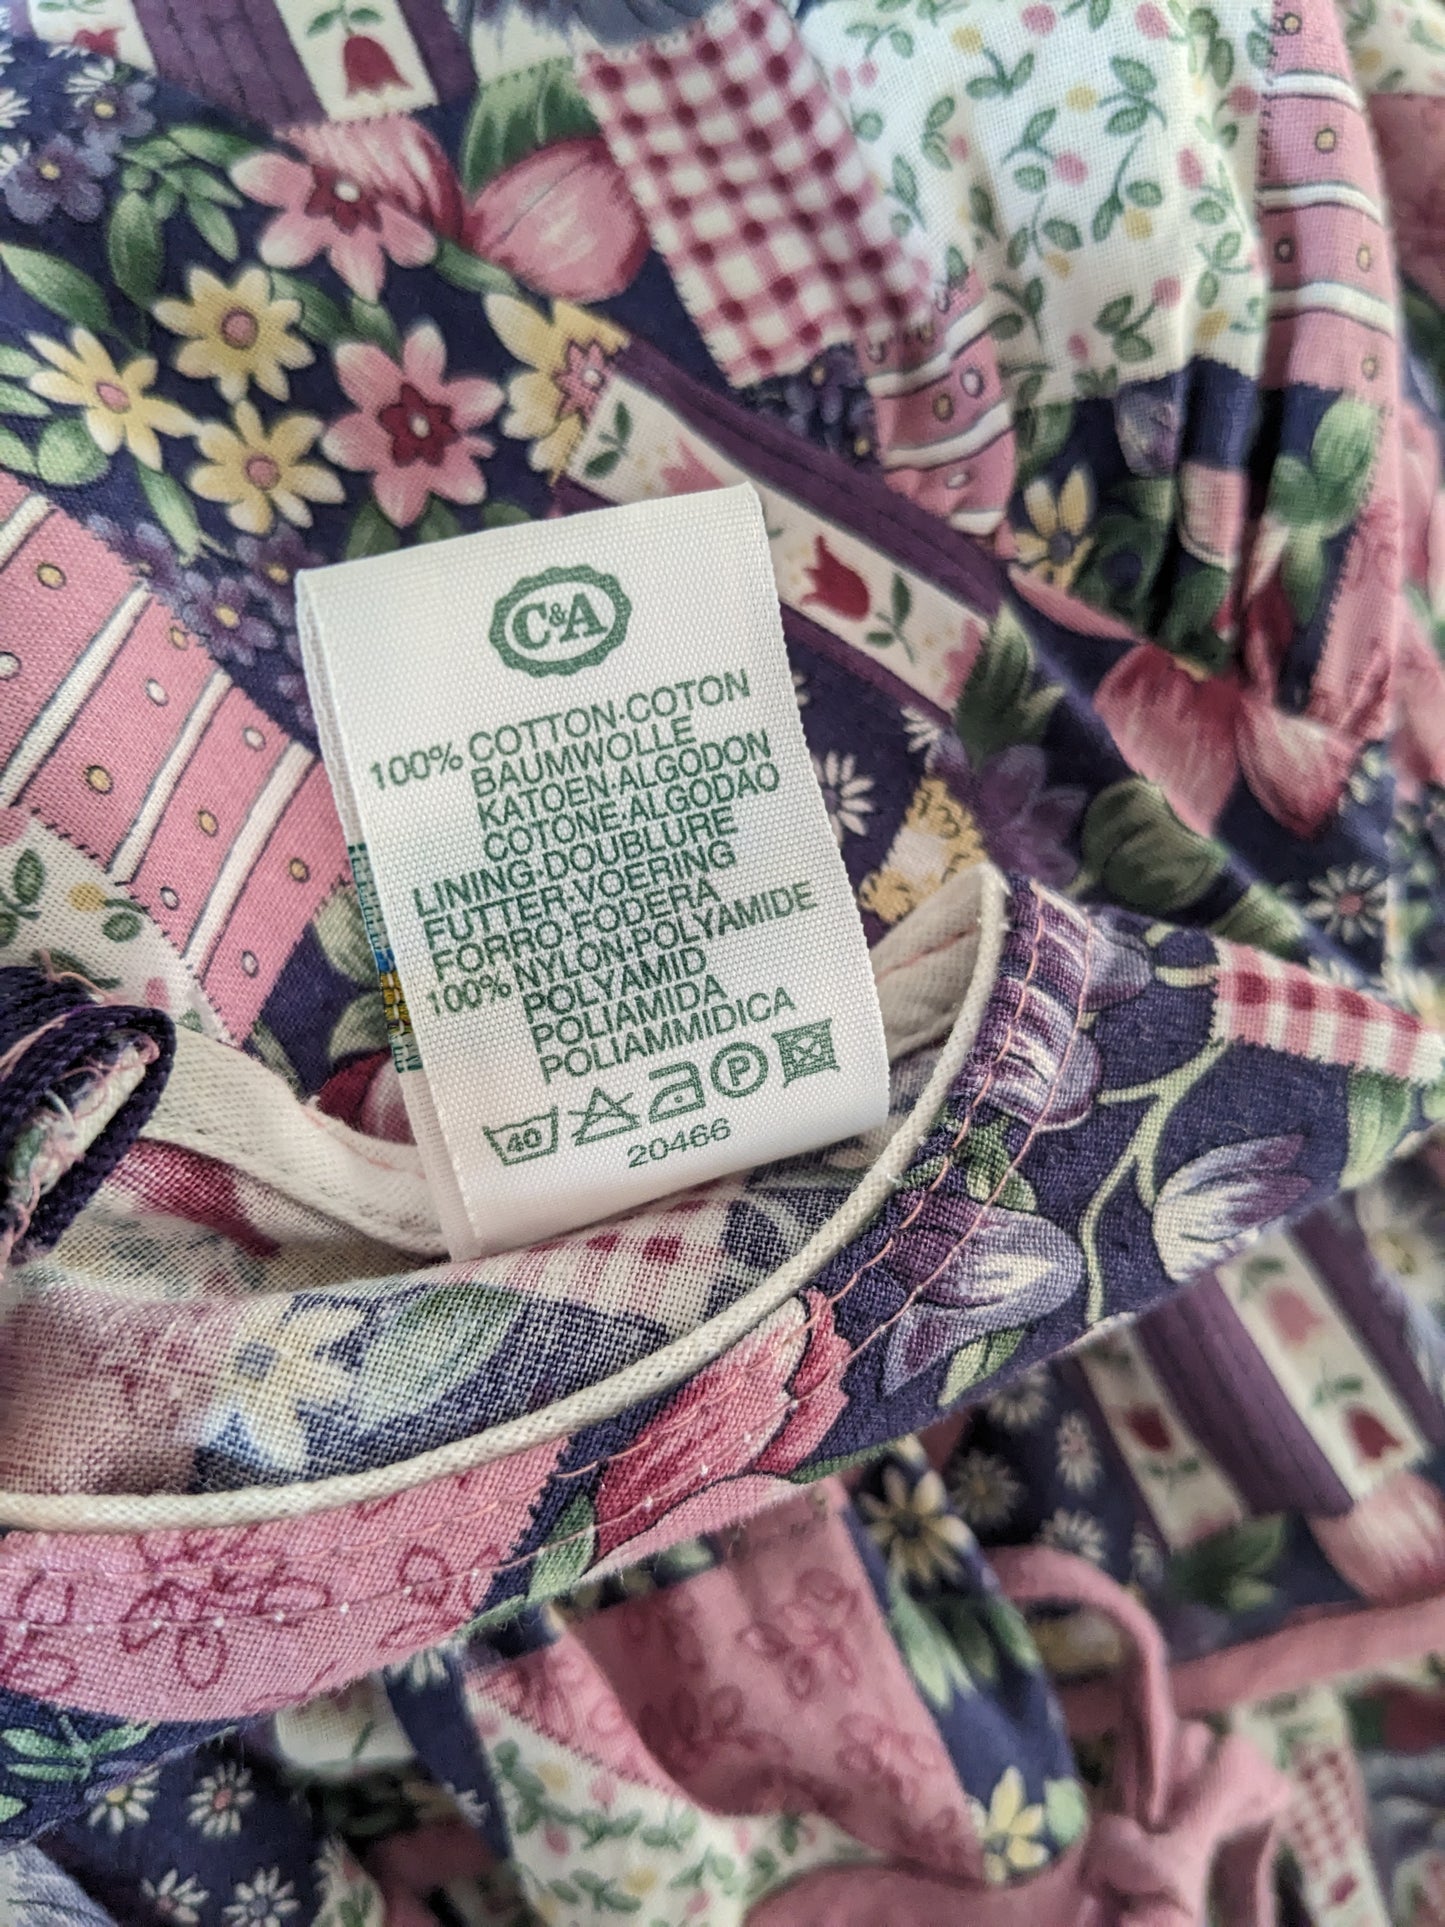 C&A
100% COTTON·COTON
BAUMWOLLE
KATOEN·ALGODON
COTONE·ALGODAO
LINING·DOUBLURE
FUTTER·VOERING
FORRO·FODERA
100% NYLON·POLYAMIDE
POLYAMID
POLIAMIDA
POLIAMMIDICA
40 P
20466